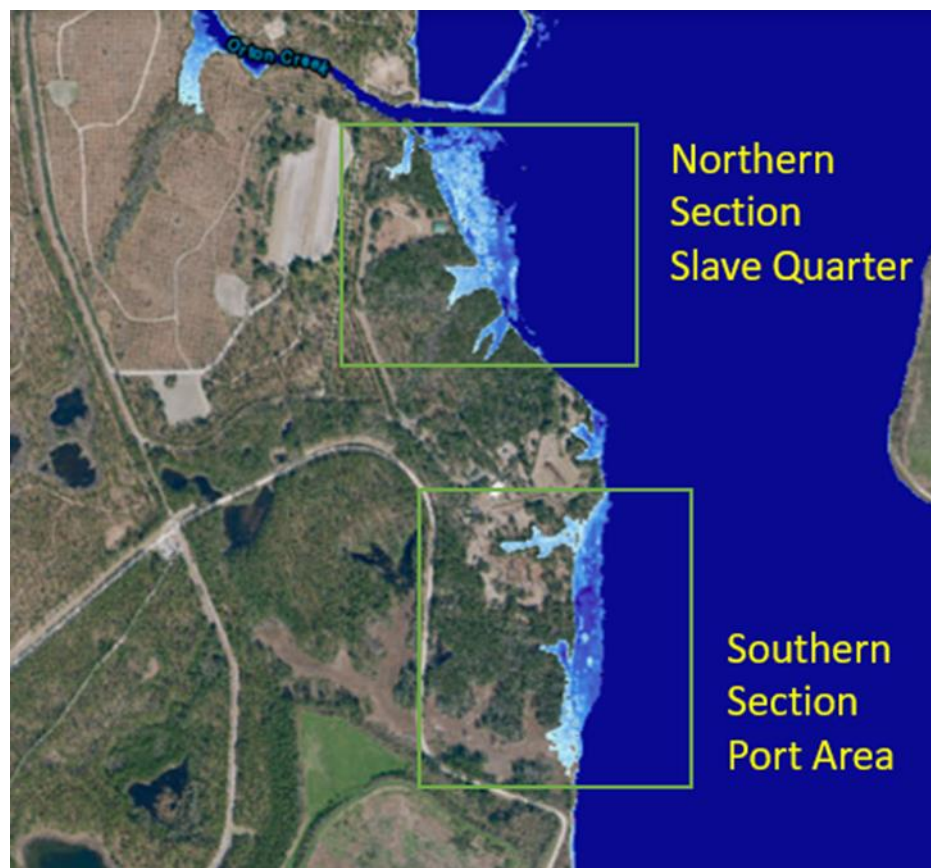 Orton Creek
Northern
Section
Slave Quarter
Southern
Section
Port Area